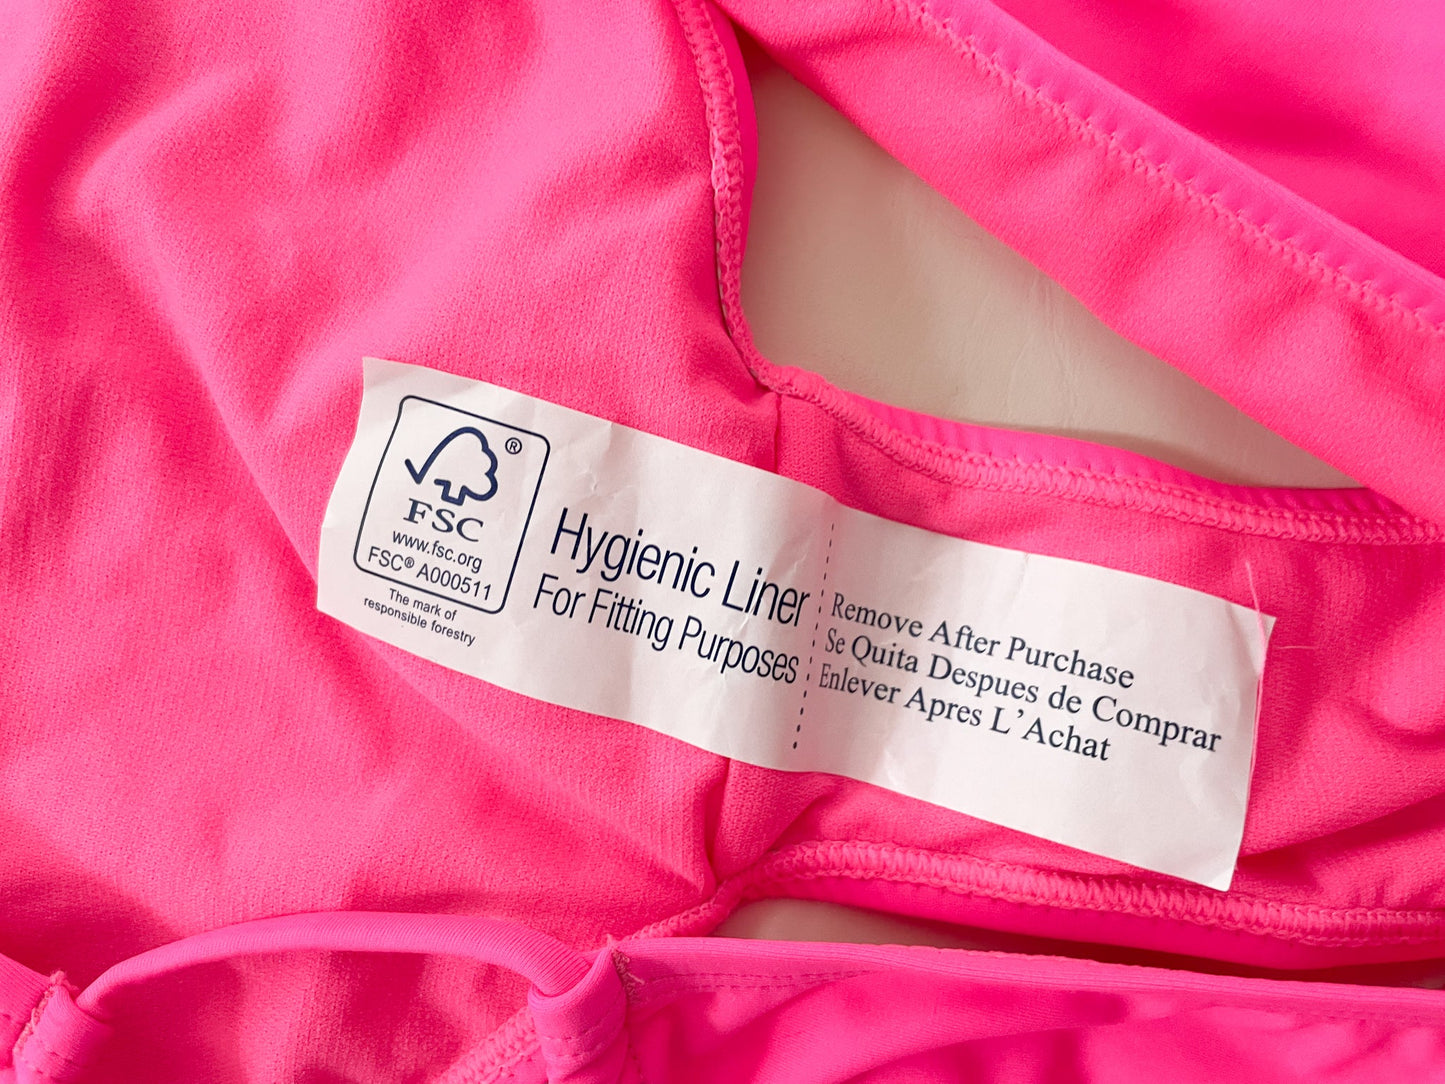 ®
FSC
www.fsc.org
FSC® A000511
The mark of
responsible forestry
Hygienic Liner
For Fitting Purposes
Remove After Purchase
Se Quita Despues de Comprar
Enlever Apres L'Achat